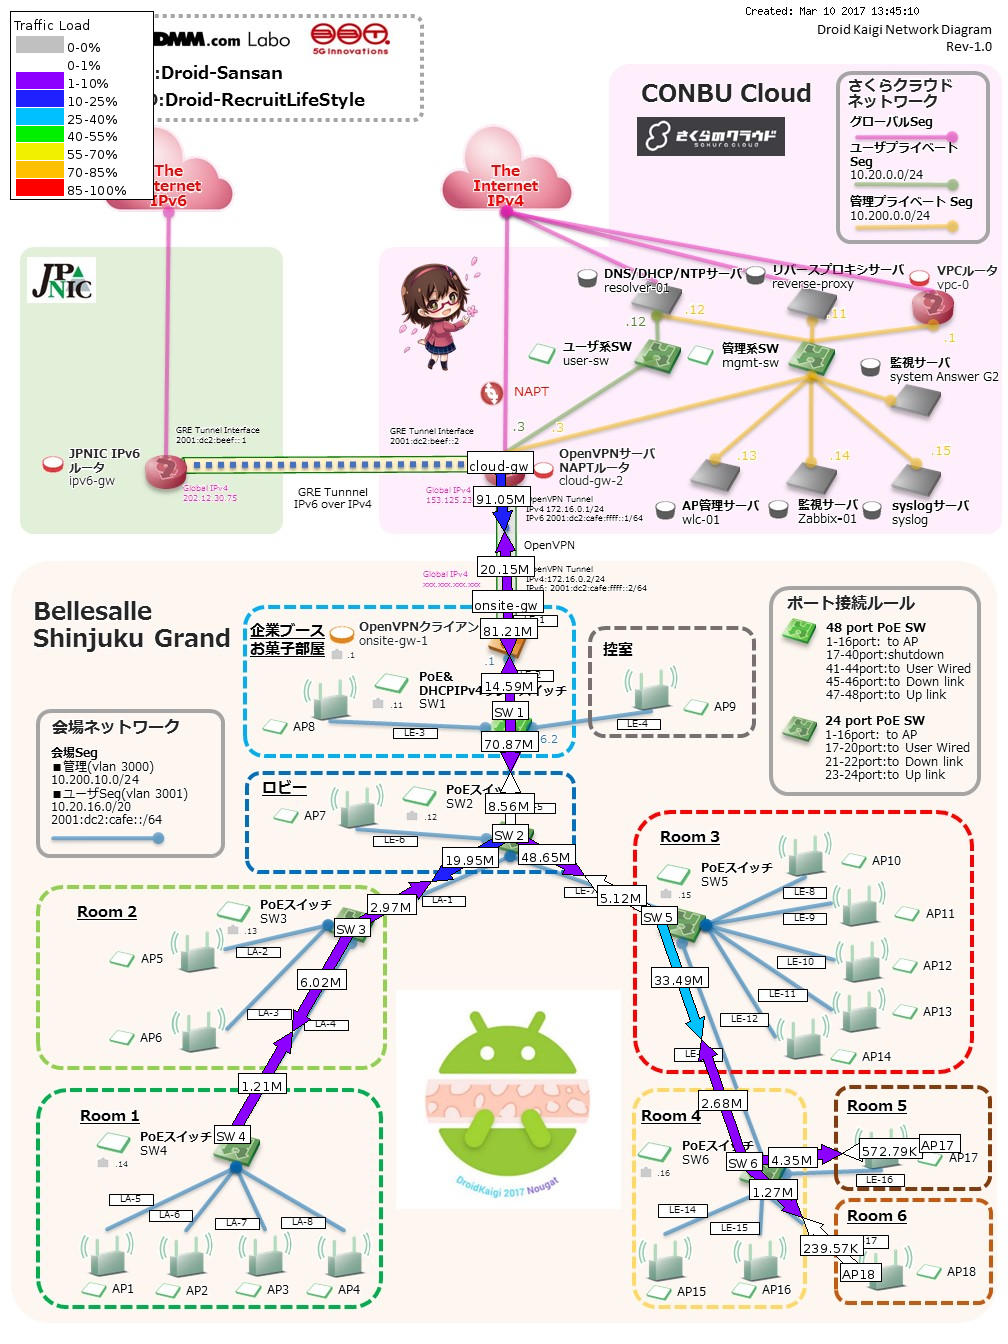 Created: Mar 10 2017 13:45:10
Droid Kaigi Network Diagram
Rev-1.0
Traffic Load
0-0%
0-1%
1-10%
10-25%
25-40%
40-55%
55-70%
70-85%
85-100%
DMM.com Labo
5G Innovations
:Droid-Sansan
:Droid-RecruitLifeStyle
CONBU Cloud
さくらのクラウド
SAKURA CLOUD
さくらクラウド
ネットワーク
グローバルSeg
ユーザプライベート
Seg
10.20.0.0/24
管理プライベート Seg
10.200.0.0/24
The
Internet
IPv6
The
Internet
IPv4
JPNIC
DNS/DHCP/NTPサーバ
resolver-01
リバースプロキシサーバ
reverse-proxy
VPCルータ
vpc-0
.12
.12
.11
.1
ユーザ系SW
user-sw
管理系SW
mgmt-sw
監視サーバ
system Answer G2
NAPT
.3
.3
.13
.14
.15
AP管理サーバ
wlc-01
監視サーバ
Zabbix-01
syslogサーバ
syslog
GRE Tunnel Interface
2001:dc2:beef::1
GRE Tunnel Interface
2001:dc2:beef::2
JPNIC IPv6
ルータ
ipv6-gw
Global IPv4
202.12.30.75
GRE Tunnnel
IPv6 over IPv4
cloud-gw
OpenVPNサーバ
NAPTルータ
cloud-gw-2
Global IPv4
153.125.23
91.05M
OpenVPN Tunnel
IPv4 172.16.0.1/24
IPv6 2001:dc2:cafe:ffff::1/64
OpenVPN
20.15M
OpenVPN Tunnel
IPv4:172.16.0.2/24
IPv6: 2001:dc2:cafe:ffff::2/64
Global IPv4
xxx.xxx.xxx.xxx
Bellesalle
Shinjuku Grand
onsite-gw
企業ブース
お菓子部屋
OpenVPNクライアン
onsite-gw-1
.1
81.21M
.1
PoE&
DHCPIPv4
スイッチ
SW1
.11
14.59M
SW1
AP8
LE-3
70.87M
6.2
控室
LE-4
AP9
ポート接続ルール
48 port PoE SW
1-16port: to AP
17-40port:shutdown
41-44port:to User Wired
45-46port:to Down link
47-48port:to Up link
24 port PoE SW
1-16port: to AP
17-20port:to User Wired
21-22port:to Down link
23-24port:to Up link
会場ネットワーク
会場Seg
■管理(vlan 3000)
10.200.10.0/24
■ユーザSeq(vlan 3001)
10.20.16.0/20
2001:dc2:cafe::/64
ロビー
AP7
PoEスイッ
SW2
.12
8.56M
LE-6
SW2
19.95M
48.65M
LA-1
2.97M
5.12M
Room 2
PoEスイッチ
SW3
.13
SW3
LA-2
AP5
6.02M
LA-3
LA-4
AP6
1.21M
Room 3
PoEスイッチ
SW5
.15
SW5
LE-8
AP10
LE-9
AP11
LE-10
AP12
LE-11
AP13
LE-12
AP14
33.49M
2.68M
Room 1
PoEスイッチ
SW4
.14
SW4
LA-5
LA-6
LA-7
LA-8
AP1
AP2
AP3
AP4
DroidKaigi 2017 Nougat
Room 4
PoEスイッチ
SW6
.16
SW6
4.35M
1.27M
LE-14
LE-15
AP15
AP16
Room 5
572.79K
AP17
AP17
LE-16
Room 6
17
239.57K
AP18
AP18